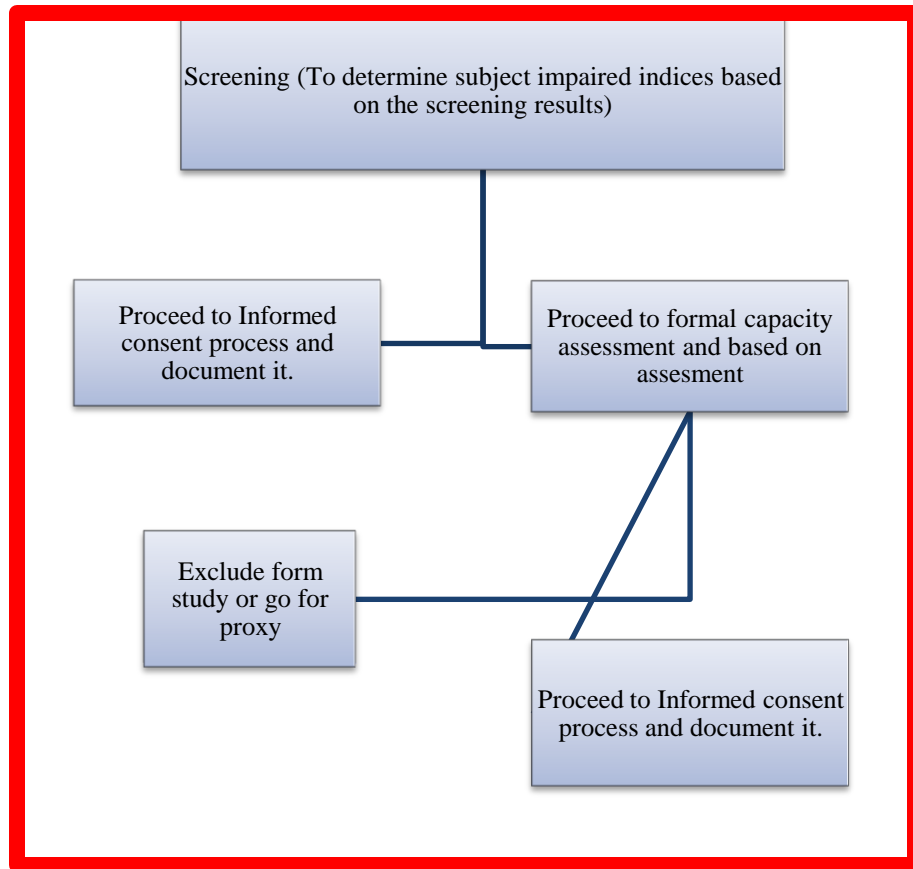 Screening (To determine subject impaired indices based
on the screening results)
Proceed to Informed
consent process and
document it.
Proceed to formal capacity
assessment and based on
assesment
Exclude form
study or go for
proxy
Proceed to Informed consent
process and document it.